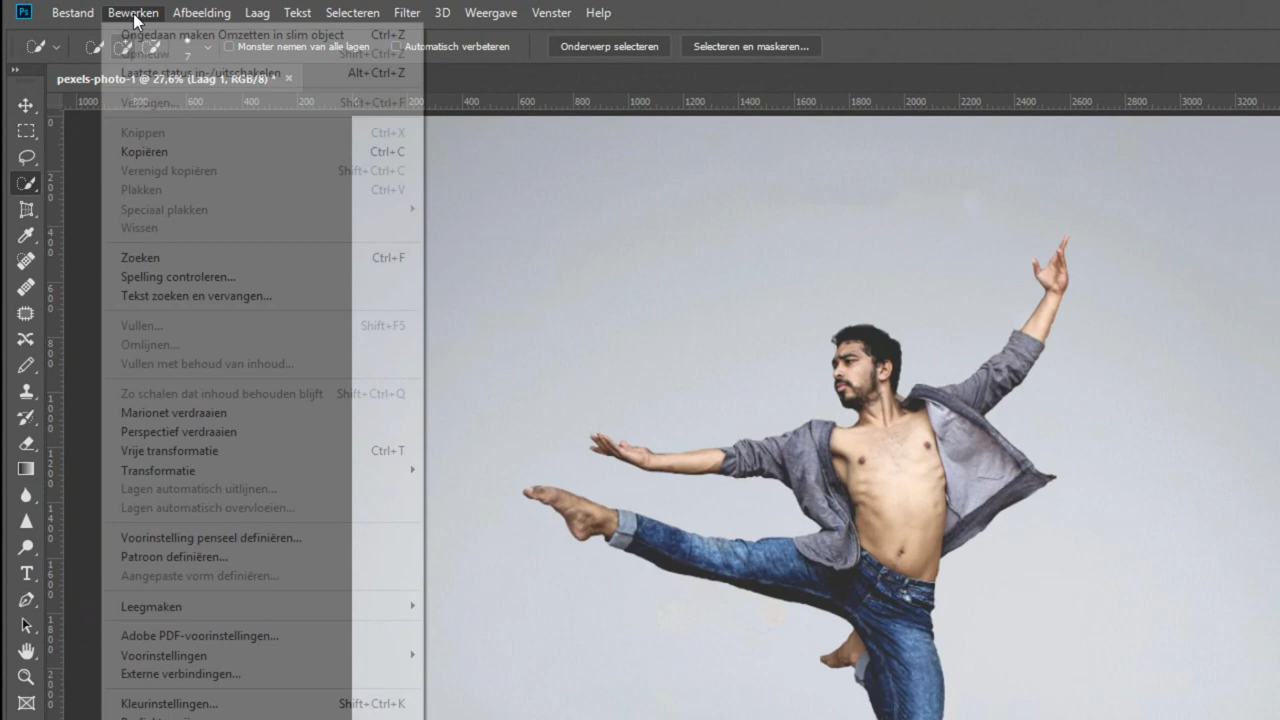 Ps Bestand Bewerken Afbeelding Laag Tekst Selecteren Filter 3D Weergave Venster Help
Monster nemen van alle lagen Automatisch verbeteren Onderwerp selecteren Selecteren en maskeren...
7
pexels-photo-1 @ 27,6% (Laag 1, RGB/8) * ×
1000 800 600 400 200 0 200 400 600 800 1000 1200 1400 1600 1800 2000 2200 2400 2600 2800 3000 3200
Ongedaan maken Omzetten in slim object Ctrl+Z
Opnieuw Shift+Ctrl+Z
Laatste status in-/uitschakelen Alt+Ctrl+Z
Vervagen... Shift+Ctrl+F
Knippen Ctrl+X
Kopiëren Ctrl+C
Verenigd kopiëren Shift+Ctrl+C
Plakken Ctrl+V
Speciaal plakken
Wissen
Zoeken Ctrl+F
Spelling controleren...
Tekst zoeken en vervangen...
Vullen... Shift+F5
Omlijnen...
Vullen met behoud van inhoud...
Zo schalen dat inhoud behouden blijft Shift+Ctrl+Q
Marionet verdraaien
Perspectief verdraaien
Vrije transformatie Ctrl+T
Transformatie
Lagen automatisch uitlijnen...
Lagen automatisch overvloeien...
Voorinstelling penseel definiëren...
Patroon definiëren...
Aangepaste vorm definiëren...
Leegmaken
Adobe PDF-voorinstellingen...
Voorinstellingen
Externe verbindingen...
Kleurinstellingen... Shift+Ctrl+K